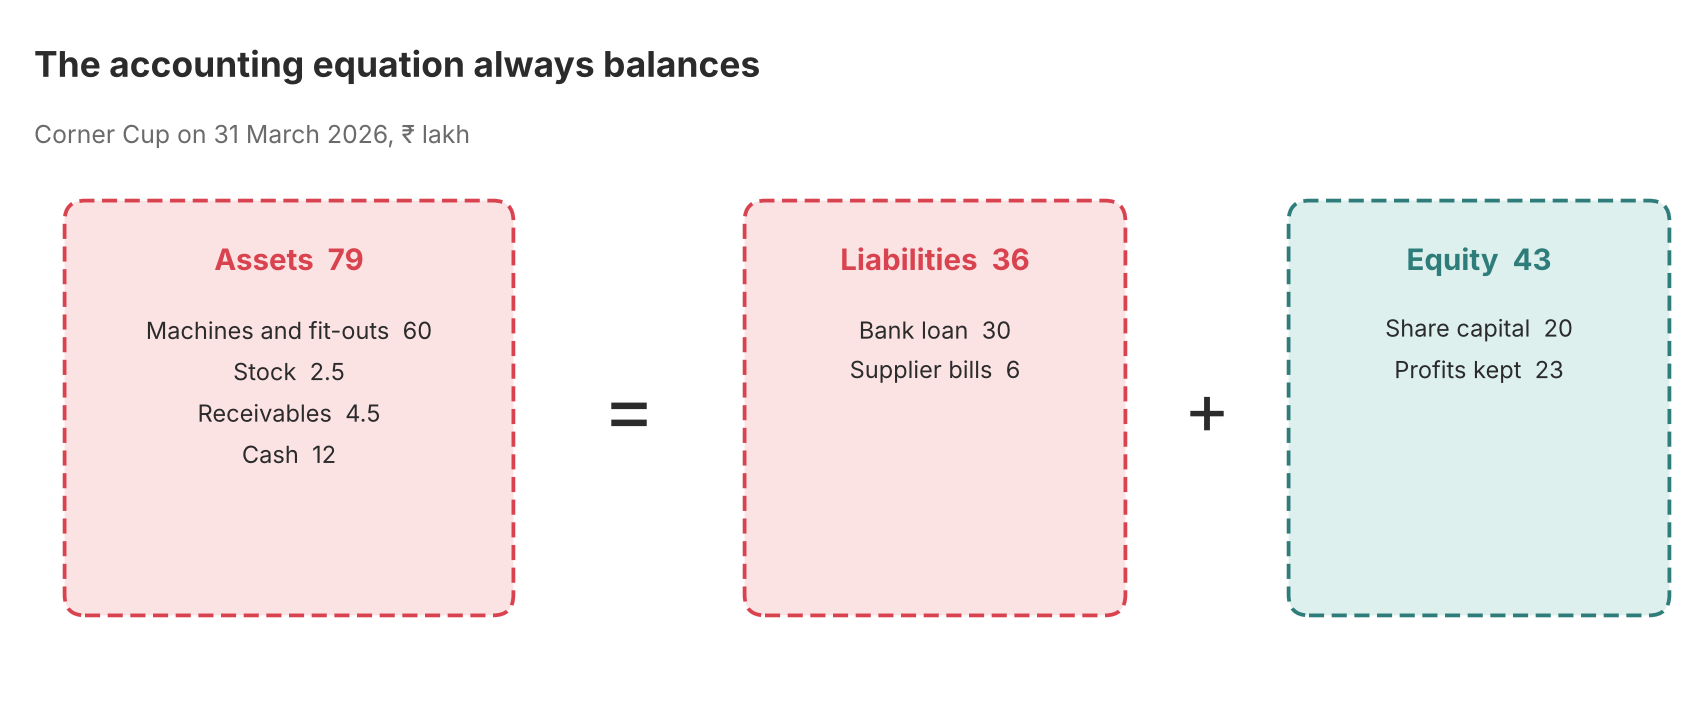 The accounting equation always balances
Corner Cup on 31 March 2026, ₹ lakh
Assets 79
Machines and fit-outs 60
Stock 2.5
Receivables 4.5
Cash 12
=
Liabilities 36
Bank loan 30
Supplier bills 6
+
Equity 43
Share capital 20
Profits kept 23